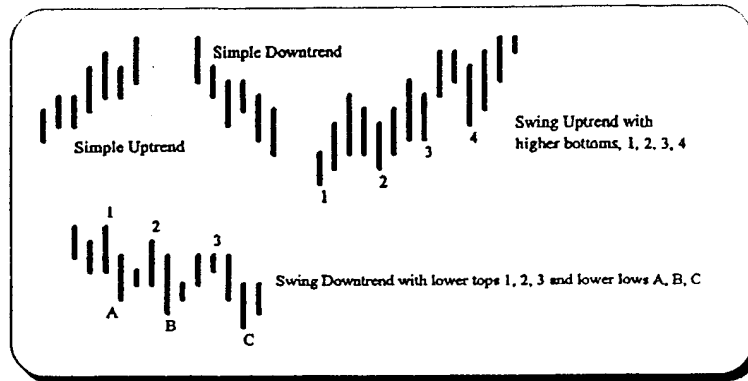 Simple Downtrend
Simple Uptrend
Swing Uptrend with
higher bottoms, 1, 2, 3, 4
1
2
3
4
1
2
3
A
B
C
Swing Downtrend with lower tops 1, 2, 3 and lower lows A, B, C